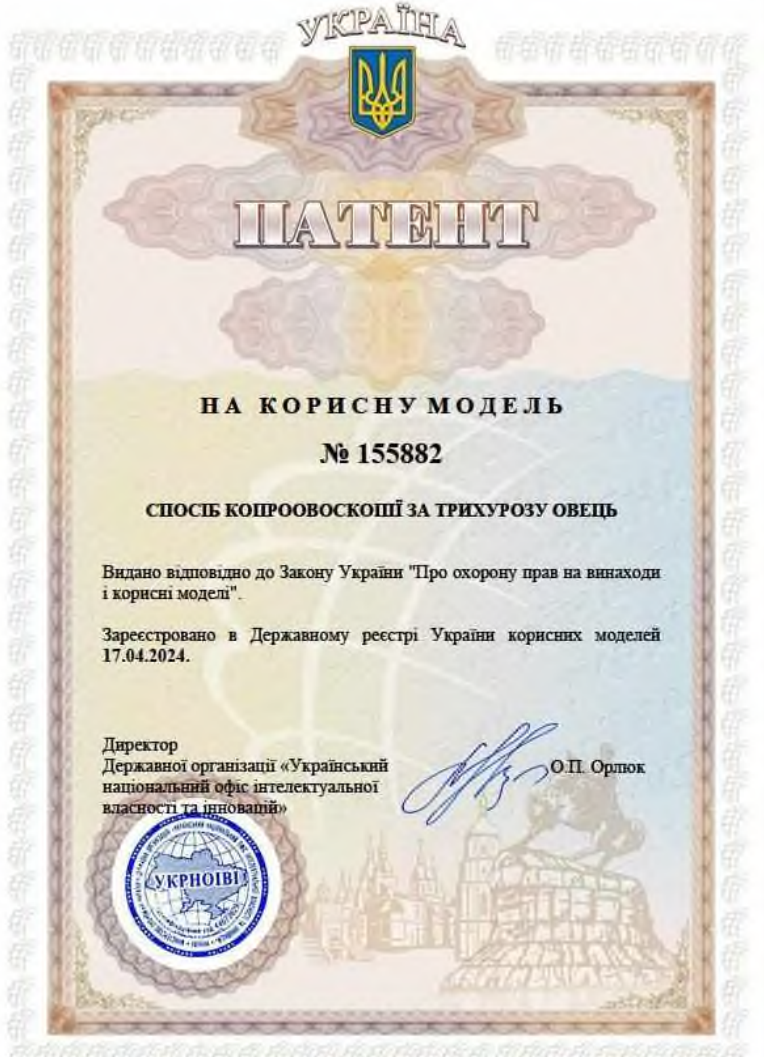 УКРАЇНА
ПАТЕНТ
НА КОРИСНУ МОДЕЛЬ
№ 155882
СПОСІБ КОПРООВОСКОПІЇ ЗА ТРИХУРОЗУ ОВЕЦЬ
Видано відповідно до Закону України "Про охорону прав на винаходи
і корисні моделі".
Зареєстровано в Державному реєстрі України корисних моделей
17.04.2024.
Директор
Державної організації «Український
національний офіс інтелектуальної
власності та інновацій»
О.П. Орлюк
УКРНОІВІ